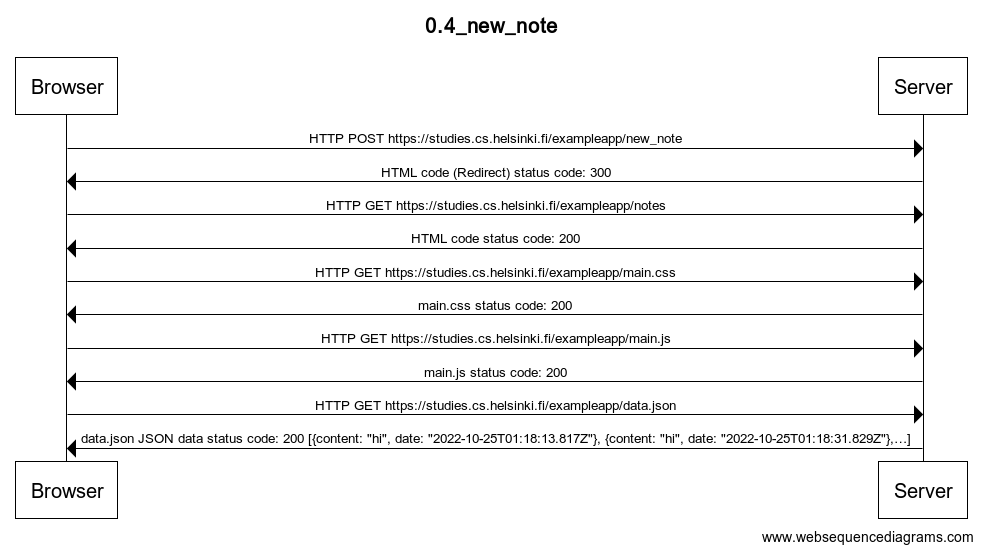 0.4_new_note
Browser
Server
HTTP POST https://studies.cs.helsinki.fi/exampleapp/new_note
HTML code (Redirect) status code: 300
HTTP GET https://studies.cs.helsinki.fi/exampleapp/notes
HTML code status code: 200
HTTP GET https://studies.cs.helsinki.fi/exampleapp/main.css
main.css status code: 200
HTTP GET https://studies.cs.helsinki.fi/exampleapp/main.js
main.js status code: 200
HTTP GET https://studies.cs.helsinki.fi/exampleapp/data.json
data.json JSON data status code: 200 [{content: "hi", date: "2022-10-25T01:18:13.817Z"}, {content: "hi", date: "2022-10-25T01:18:31.829Z"},...]
Browser
Server
www.websequencediagrams.com